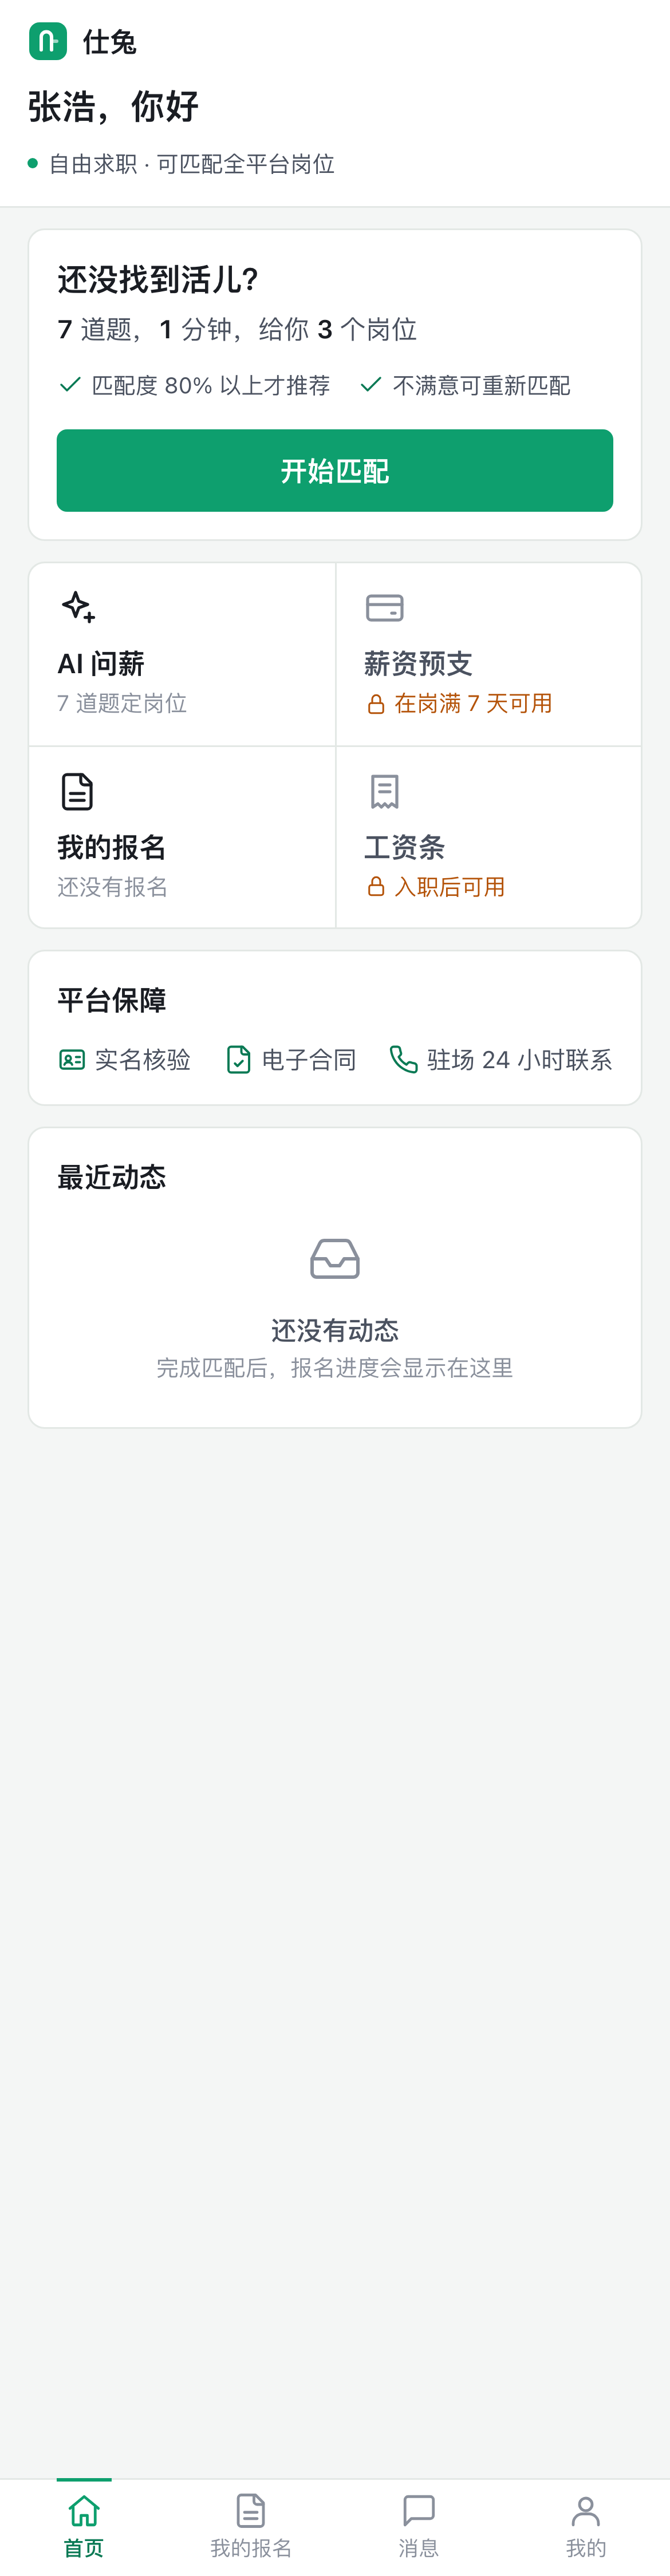 仕兔
张浩，你好
自由求职 · 可匹配全平台岗位
还没找到活儿?
7 道题，1 分钟，给你 3 个岗位
匹配度 80% 以上才推荐 不满意可重新匹配
开始匹配
AI 问薪
7 道题定岗位
薪资预支
在岗满 7 天可用
我的报名
还没有报名
工资条
入职后可用
平台保障
实名核验 电子合同 驻场 24 小时联系
最近动态
还没有动态
完成匹配后，报名进度会显示在这里
首页 我的报名 消息 我的